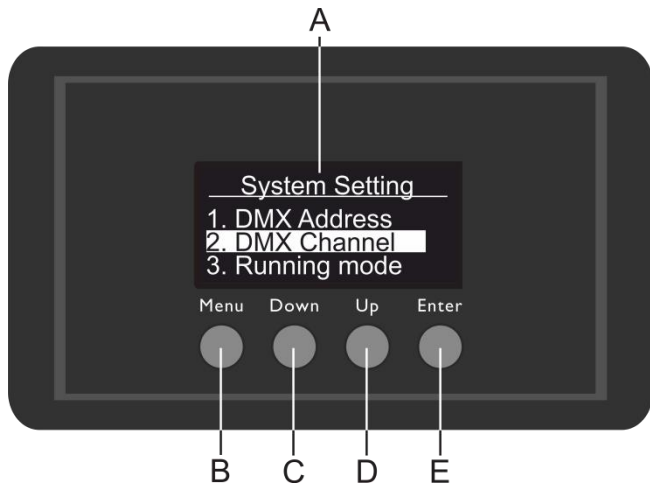 A
System Setting
1. DMX Address
2. DMX Channel
3. Running mode
Menu Down Up Enter
B C D E